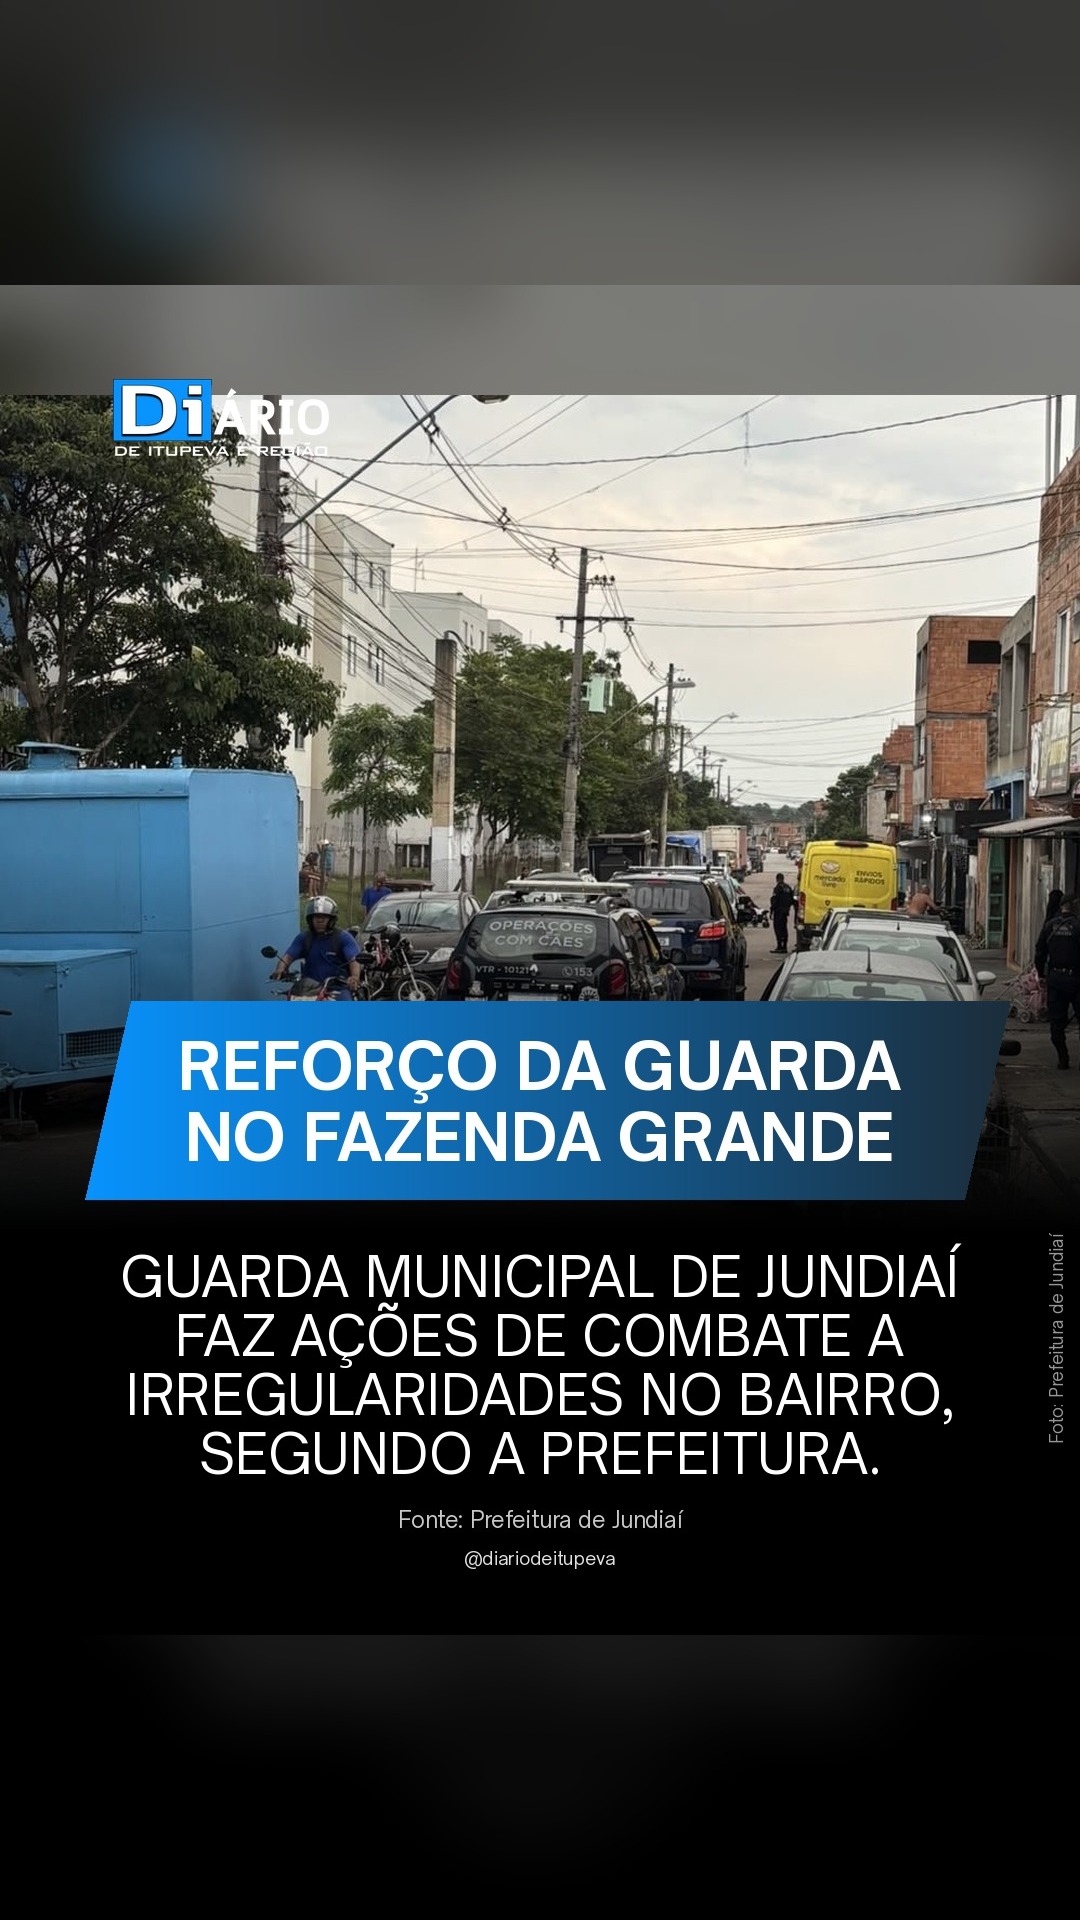 DiÁRIO
DE ITUPEVA E REGIÃO
OMU
mercado livre
ENVIOS RÁPIDOS
OPERAÇÕES
COM CÃES
VTR - 10121
153
REFORÇO DA GUARDA
NO FAZENDA GRANDE
GUARDA MUNICIPAL DE JUNDIAÍ
FAZ AÇÕES DE COMBATE A
IRREGULARIDADES NO BAIRRO,
SEGUNDO A PREFEITURA.
Foto: Prefeitura de Jundiaí
Fonte: Prefeitura de Jundiaí
@diariodeitupeva